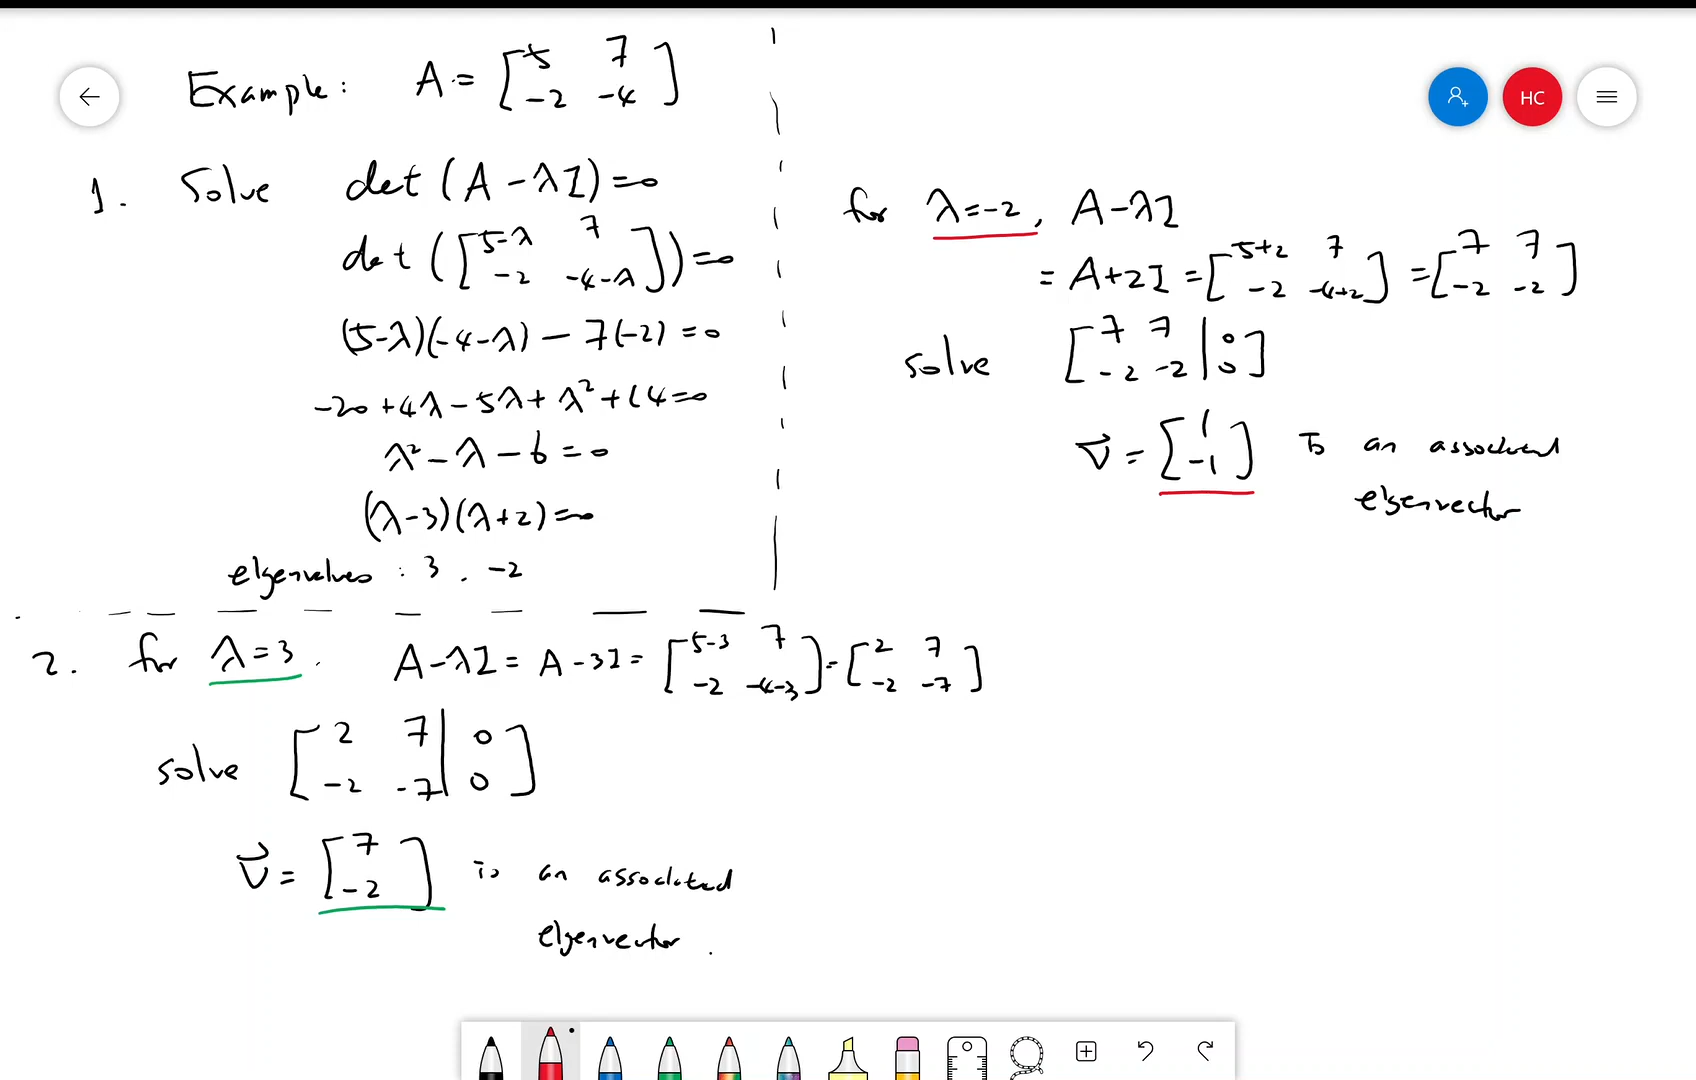 Example: A = [5 7; -2 -4]
1. Solve det(A - λI) = 0
det([5-λ 7; -2 -4-λ]) = 0
(5-λ)(-4-λ) - 7(-2) = 0
-20 + 4λ - 5λ + λ² + 14 = 0
λ² - λ - 6 = 0
(λ-3)(λ+2) = 0
eigenvalues : 3 . -2
2. for λ = 3. A - λI = A - 3I = [5-3 7; -2 -4-3] = [2 7; -2 -7]
solve [2 7 | 0; -2 -7 | 0]
v⃗ = [7; -2] is an associated
eigenvector.
for λ = -2, A - λI
= A + 2I = [5+2 7; -2 -4+2] = [7 7; -2 -2]
solve [7 7 | 0; -2 -2 | 0]
v⃗ = [1; -1] is an associated
eigenvector
HC